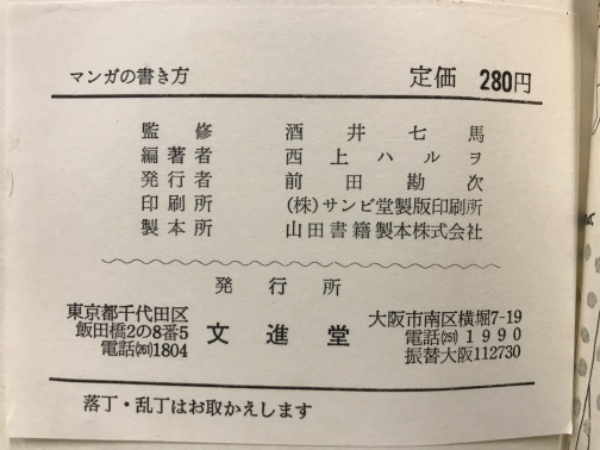 マンガの書き方 定価 280円
監修 酒井七馬
編著者 西上ハルヲ
発行者 前田勘次
印刷所 (株)サンビ堂製版印刷所
製本所 山田書籍製本株式会社
発行所
東京都千代田区
飯田橋2の8番5
電話(261)1804
文進堂
大阪市南区横堀7-19
電話(251)1990
振替大阪112730
落丁・乱丁はお取かえします